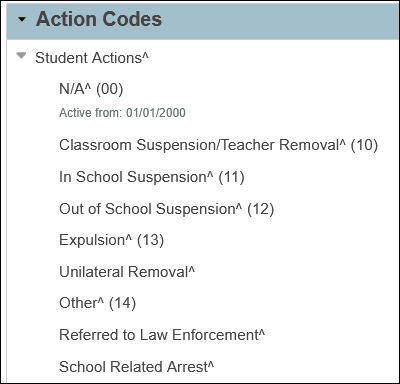 Action Codes
Student Actions^
N/A^ (00)
Active from: 01/01/2000
Classroom Suspension/Teacher Removal^ (10)
In School Suspension^ (11)
Out of School Suspension^ (12)
Expulsion^ (13)
Unilateral Removal^
Other^ (14)
Referred to Law Enforcement^
School Related Arrest^